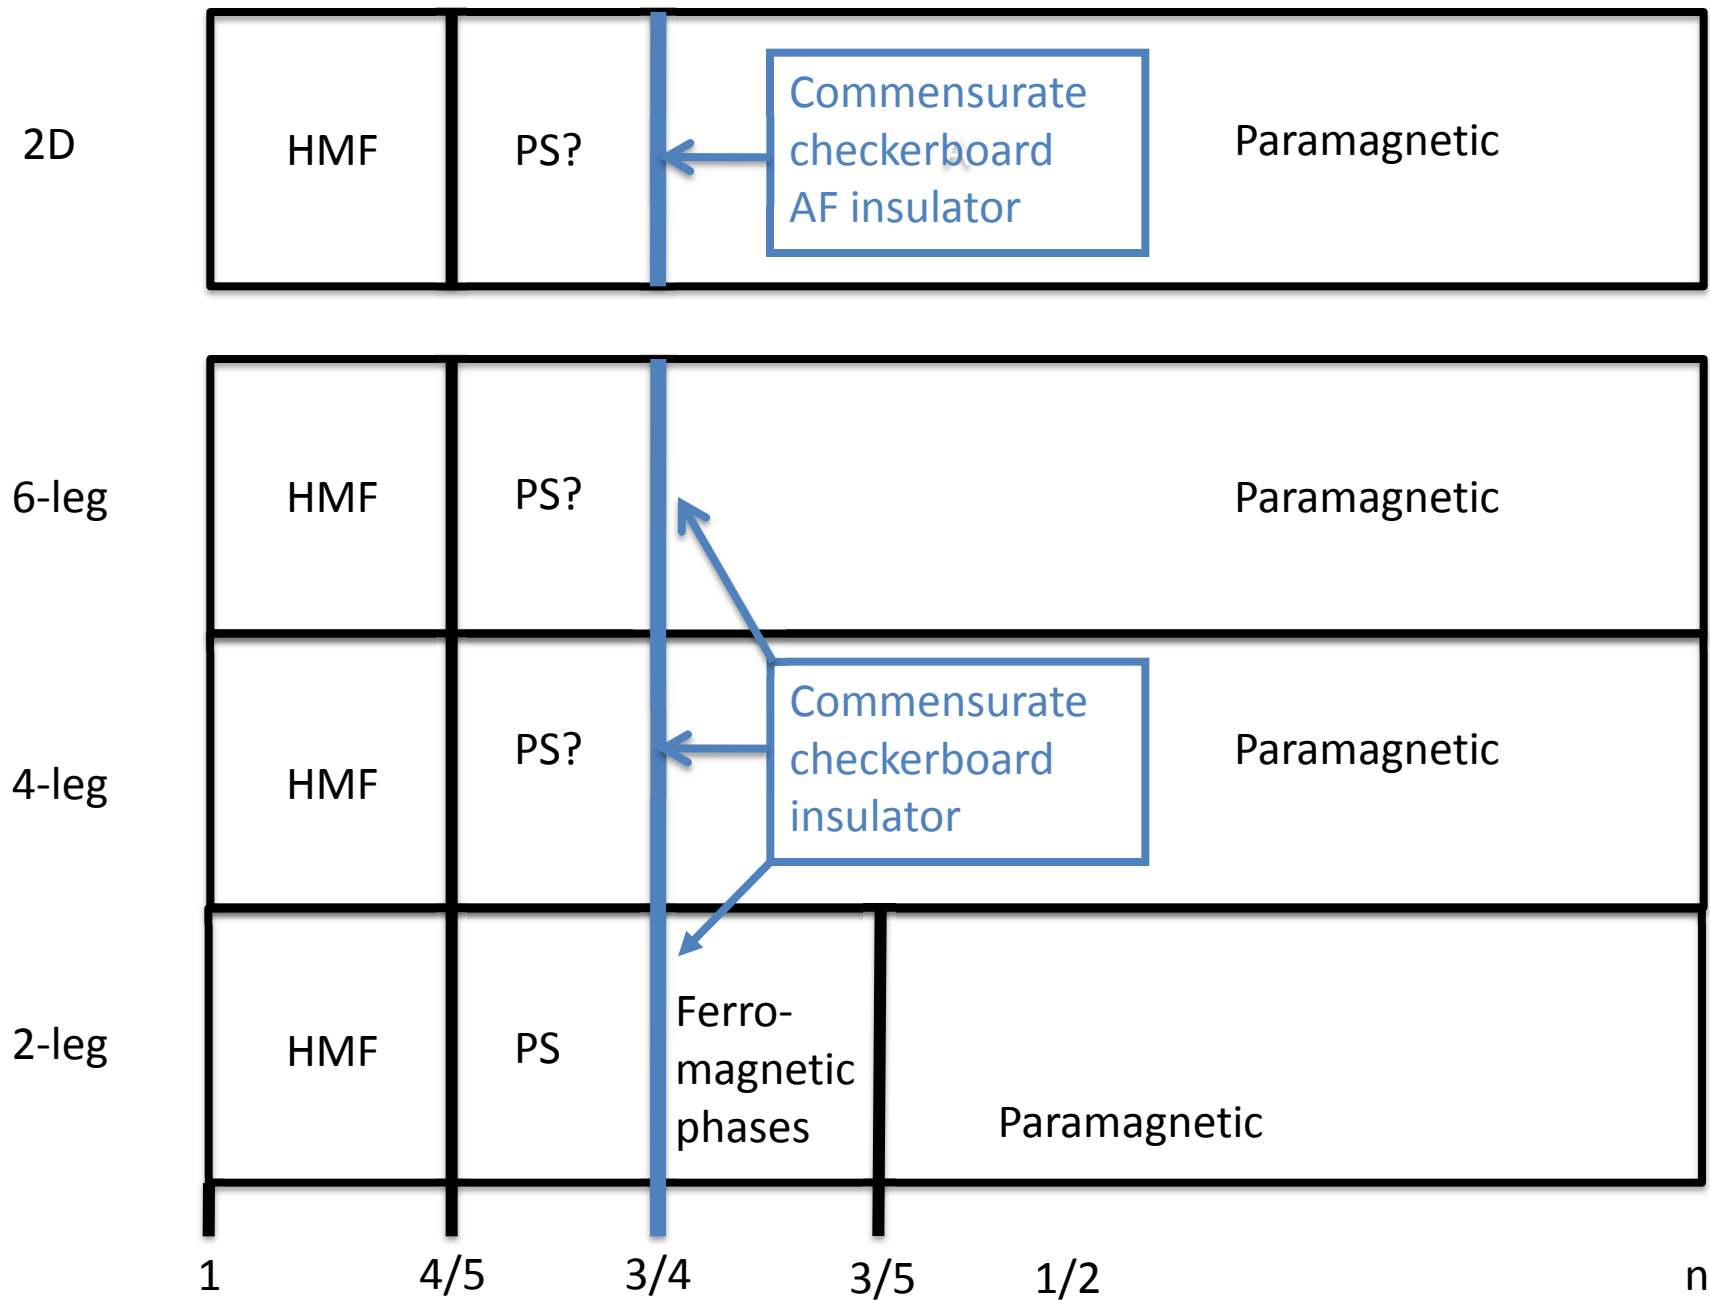 2D
HMF
PS?
Commensurate
checkerboard
AF insulator
Paramagnetic
6-leg
HMF
PS?
Paramagnetic
4-leg
HMF
PS?
Commensurate
checkerboard
insulator
Paramagnetic
2-leg
HMF
PS
Ferro-
magnetic
phases
Paramagnetic
1
4/5
3/4
3/5
1/2
n